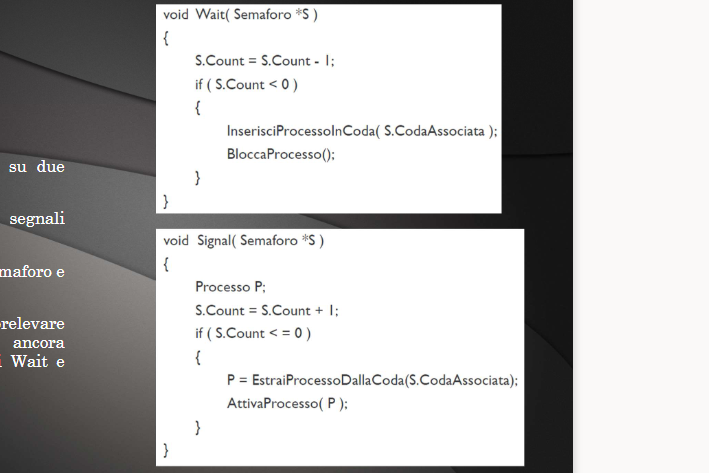 void Wait( Semaforo *S )
{
S.Count = S.Count - 1;
if ( S.Count < 0 )
{
InserisciProcessoInCoda( S.CodaAssociata );
BloccaProcesso();
}
}
su due
segnali
maforo e
relevare
ancora
i Wait e
void Signal( Semaforo *S )
{
Processo P;
S.Count = S.Count + 1;
if ( S.Count < = 0 )
{
P = EstraiProcessoDallaCoda(S.CodaAssociata);
AttivaProcesso( P );
}
}